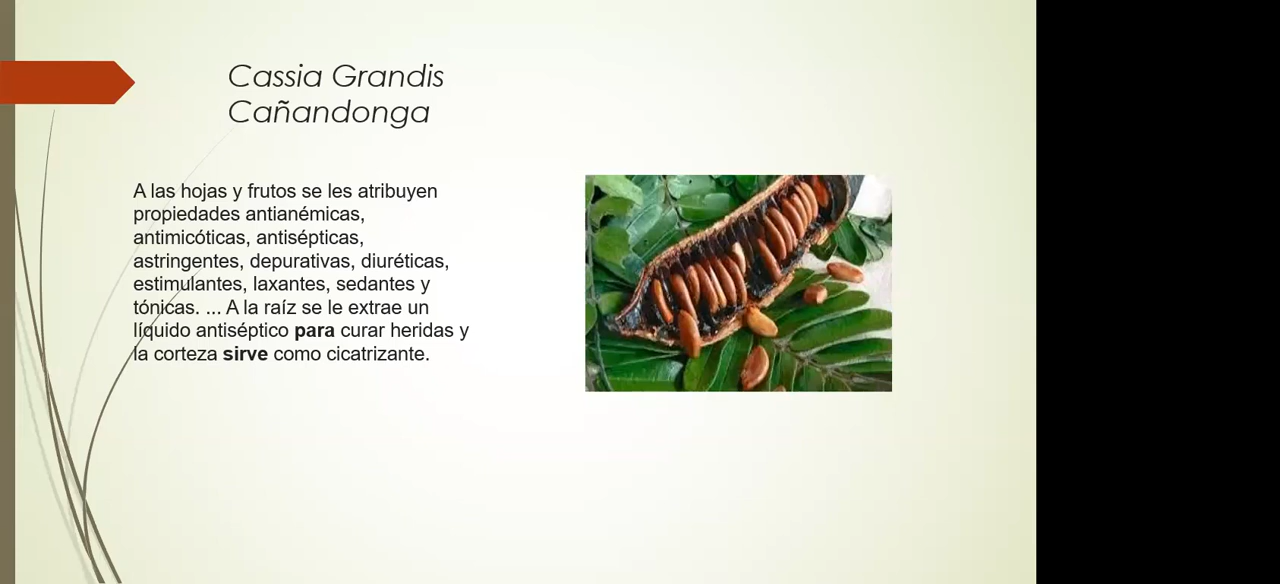 Cassia Grandis
Cañandonga
A las hojas y frutos se les atribuyen
propiedades antianémicas,
antimicóticas, antisépticas,
astringentes, depurativas, diuréticas,
estimulantes, laxantes, sedantes y
tónicas. ... A la raíz se le extrae un
líquido antiséptico para curar heridas y
la corteza sirve como cicatrizante.